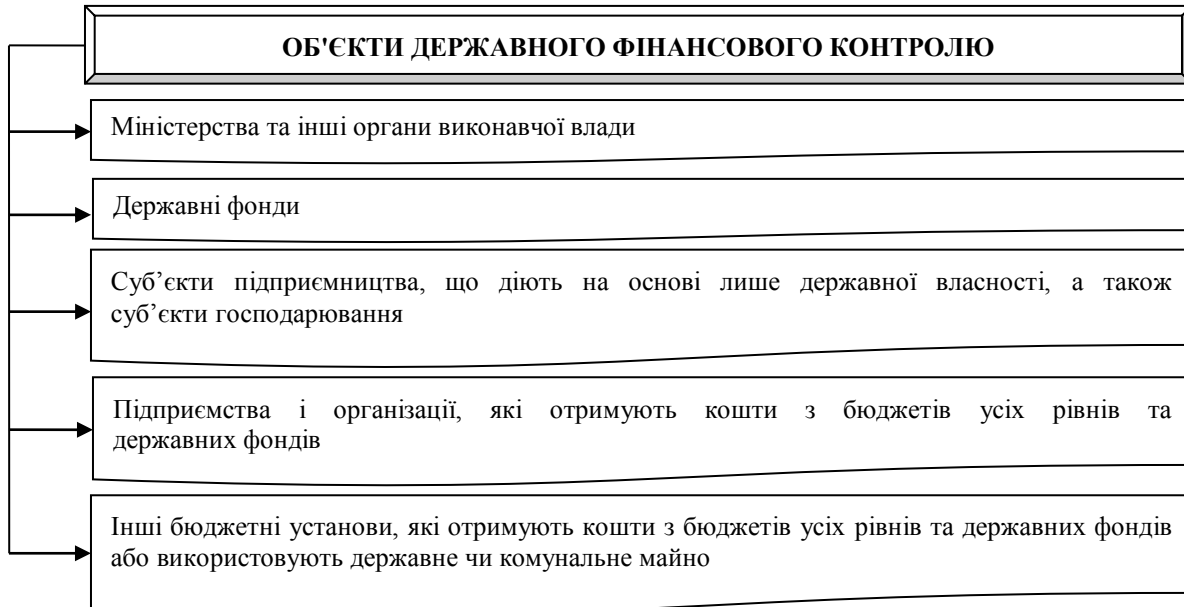 ОБ'ЄКТИ ДЕРЖАВНОГО ФІНАНСОВОГО КОНТРОЛЮ
Міністерства та інші органи виконавчої влади
Державні фонди
Суб’єкти підприємництва, що діють на основі лише державної власності, а також
суб’єкти господарювання
Підприємства і організації, які отримують кошти з бюджетів усіх рівнів та
державних фондів
Інші бюджетні установи, які отримують кошти з бюджетів усіх рівнів та державних фондів
або використовують державне чи комунальне майно